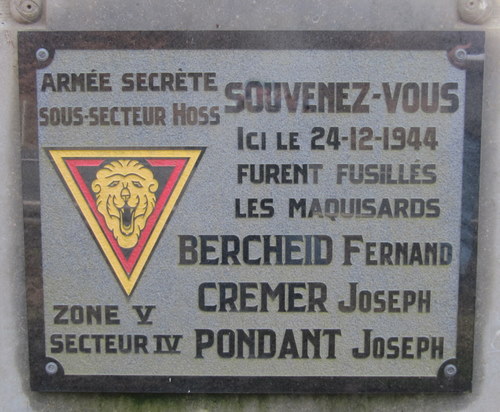 ARMÉE SECRÈTE
SOUS-SECTEUR HOSS
SOUVENEZ-VOUS
ICI LE 24-12-1944
FURENT FUSILLÉS
LES MAQUISARDS
BERCHEID FERNAND
CREMER JOSEPH
PONDANT JOSEPH
ZONE V
SECTEUR IV